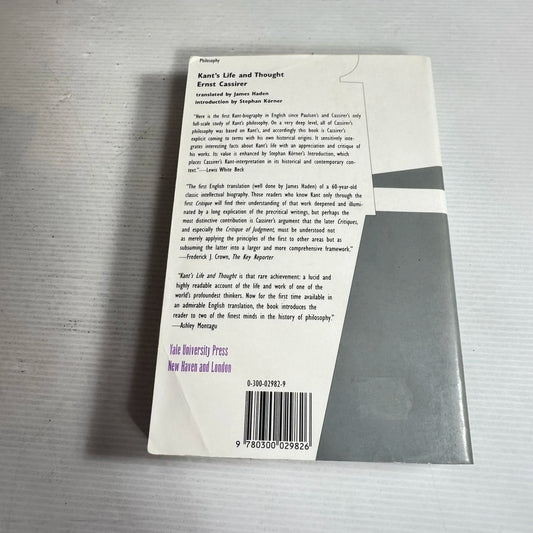 Philosophy
Kant's Life and Thought
Ernst Cassirer
translated by James Haden
introduction by Stephan Körner
"Here is the first Kant-biography in English since Paulsen's and Cassirer's only
full-scale study of Kant's philosophy. On a very deep level, all of Cassirer's
philosophy was based on Kant's, and accordingly this book is Cassirer's
explicit coming to terms with his own historical origins. It sensitively inte-
grates interesting facts about Kant's life with an appreciation and critique of
his works. Its value is enhanced by Stephan Körner's Introduction, which
places Cassirer's Kant-interpretation in its historical and contemporary con-
text."—Lewis White Beck
"The first English translation (well done by James Haden) of a 60-year-old
classic intellectual biography. Those readers who know Kant only through the
first Critique will find their understanding of that work deepened and illumi-
nated by a long explication of the precritical writings, but perhaps the
most distinctive contribution is Cassirer's argument that the later Critiques,
and especially the Critique of Judgment, must be understood not
as merely applying the principles of the first to other areas but as
subsuming the latter into a larger and more comprehensive framework."
—Frederick J. Crown, The Key Reporter
"Kant's Life and Thought is that rare achievement: a lucid and
highly readable account of the life and work of one of the
world's profoundest thinkers. Now for the first time available in
an admirable English translation, the book introduces the
reader to two of the finest minds in the history of philosophy."
—Ashley Montagu
Yale University Press
New Haven and London
0-300-02982-9
9 780300 029826